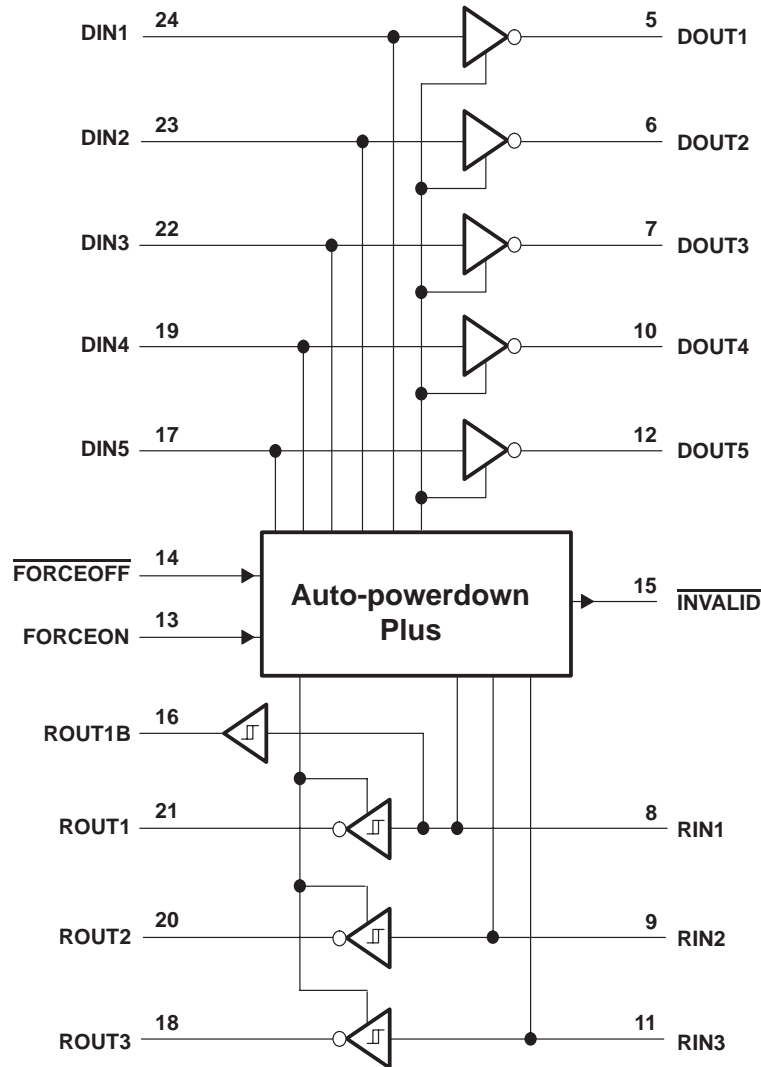 DIN1 24 5 DOUT1
DIN2 23 6 DOUT2
DIN3 22 7 DOUT3
DIN4 19 10 DOUT4
DIN5 17 12 DOUT5
FORCEOFF 14
Auto-powerdown
Plus
15 INVALID
FORCEON 13
ROUT1B 16
ROUT1 21 8 RIN1
ROUT2 20 9 RIN2
ROUT3 18 11 RIN3